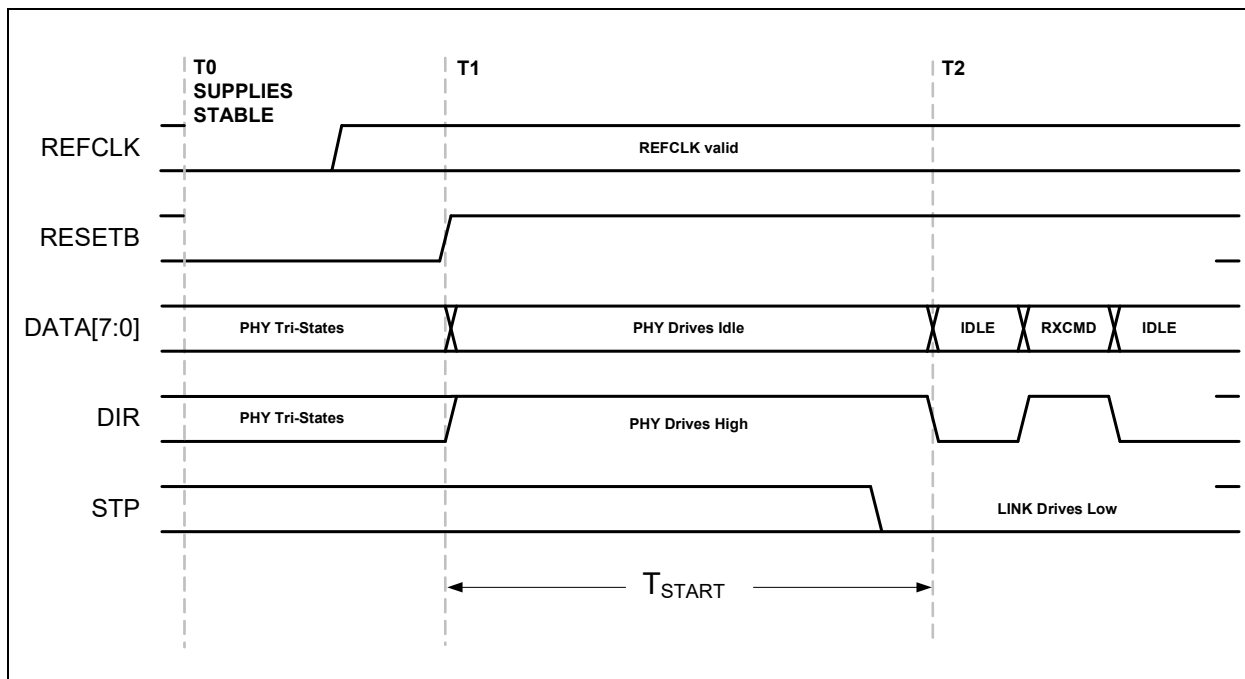 T0
SUPPLIES
STABLE
T1
T2
REFCLK
REFCLK valid
RESETB
DATA[7:0]
PHY Tri-States
PHY Drives Idle
IDLE
RXCMD
IDLE
DIR
PHY Tri-States
PHY Drives High
STP
LINK Drives Low
TSTART